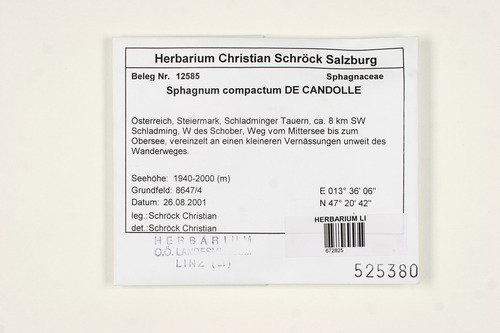 Herbarium Christian Schröck Salzburg
Beleg Nr. 12585 Sphagnaceae
Sphagnum compactum DE CANDOLLE
Österreich, Steiermark, Schladminger Tauern, ca. 8 km SW
Schladming, W des Schober, Weg vom Mittersee bis zum
Obersee, vereinzelt an einen kleineren Vernässungen unweit des
Wanderweges.
Seehöhe: 1940-2000 (m)
Grundfeld: 8647/4 E 013° 36' 06"
Datum: 26.08.2001 N 47° 20' 42"
leg.:Schröck Christian
det.:Schröck Christian
HERBARIUM LI
672825
HERBARIUM
O.Ö.
LINZ (LI)
525380